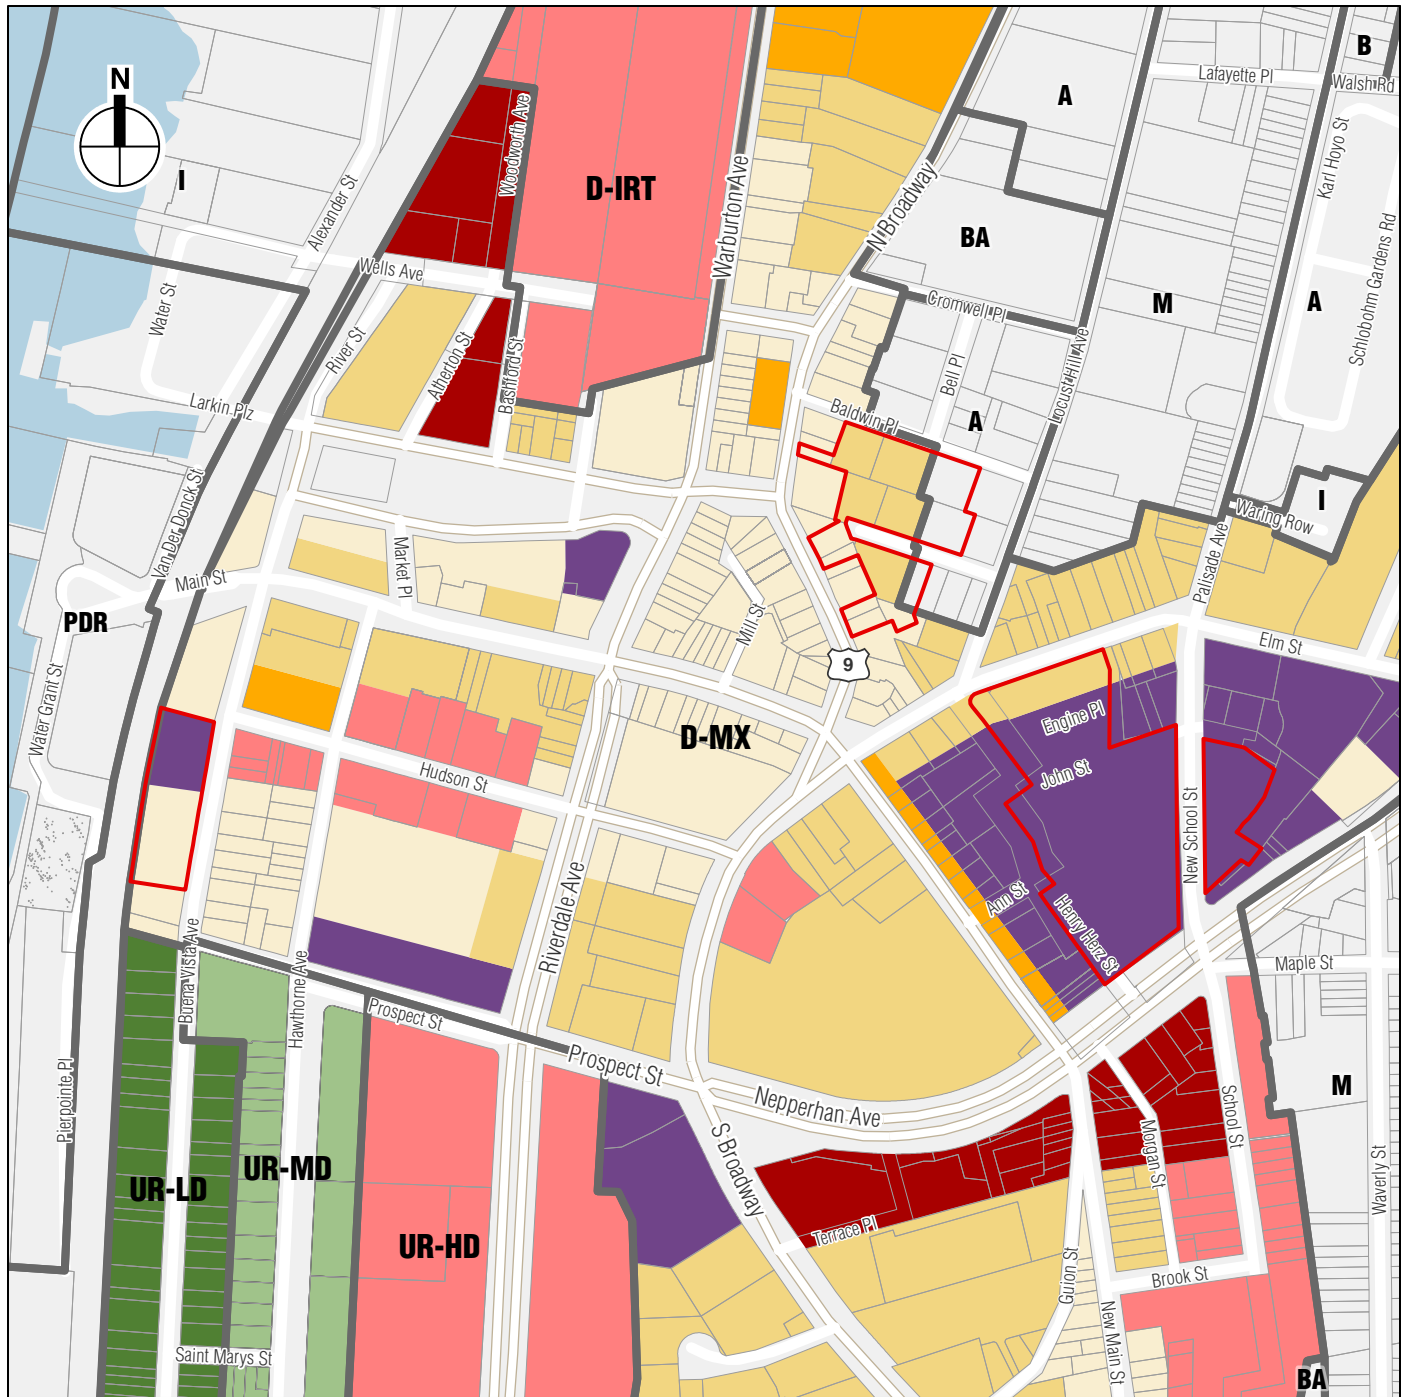 N
B
Lafayette Pl
Walsh Rd
A
Woodworth Ave
Karl Hoyo St
I
D-IRT
Warburton Ave
N Broadway
Alexander St
BA
Schlobohm Gardens Rd
Wells Ave
Cromwell Pl
M
A
Water St
River St
Atherton St
Bashford St
Bell Pl
Locust Hill Ave
Larkin Plz
Baldwin Pl
A
Van Der Donck St
I
Waring Row
Market Pl
Main St
Palisade Ave
PDR
Mill St
Elm St
9
Water Grant St
D-MX
Engine Pl
Hudson St
John St
New School St
Riverdale Ave
Ann St
Henry Herz St
Buena Vista Ave
Hawthorne Ave
Maple St
Prospect St
Prospect St
Nepperhan Ave
M
Pierpointe Pl
School St
S Broadway
Morgan St
UR-MD
UR-LD
Waverly St
Terrace Pl
UR-HD
Guion St
Brook St
New Main St
Saint Marys St
BA